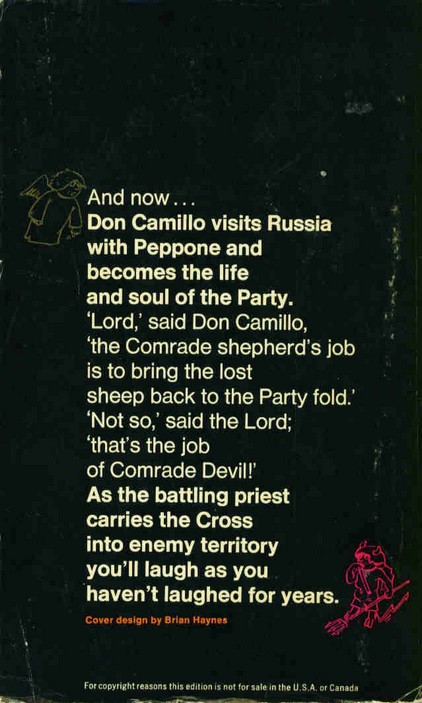 And now...
Don Camillo visits Russia
with Peppone and
becomes the life
and soul of the Party.
'Lord,' said Don Camillo,
'the Comrade shepherd's job
is to bring the lost
sheep back to the Party fold.'
'Not so,' said the Lord;
'that's the job
of Comrade Devil!'
As the battling priest
carries the Cross
into enemy territory
you'll laugh as you
haven't laughed for years.
Cover design by Brian Haynes
For copyright reasons this edition is not for sale in the U.S.A. or Canada